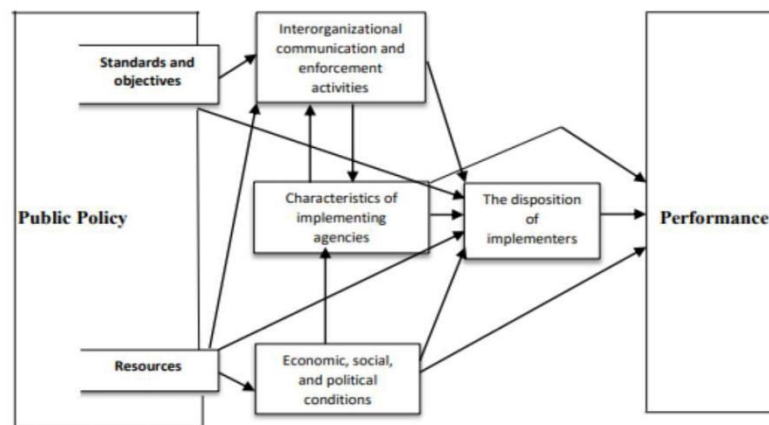 Interorganizational
communication and
enforcement
activities
Standards and
objectives
Public Policy
Characteristics of
implementing
agencies
The disposition
of
implementers
Performance
Resources
Economic, social,
and political
conditions